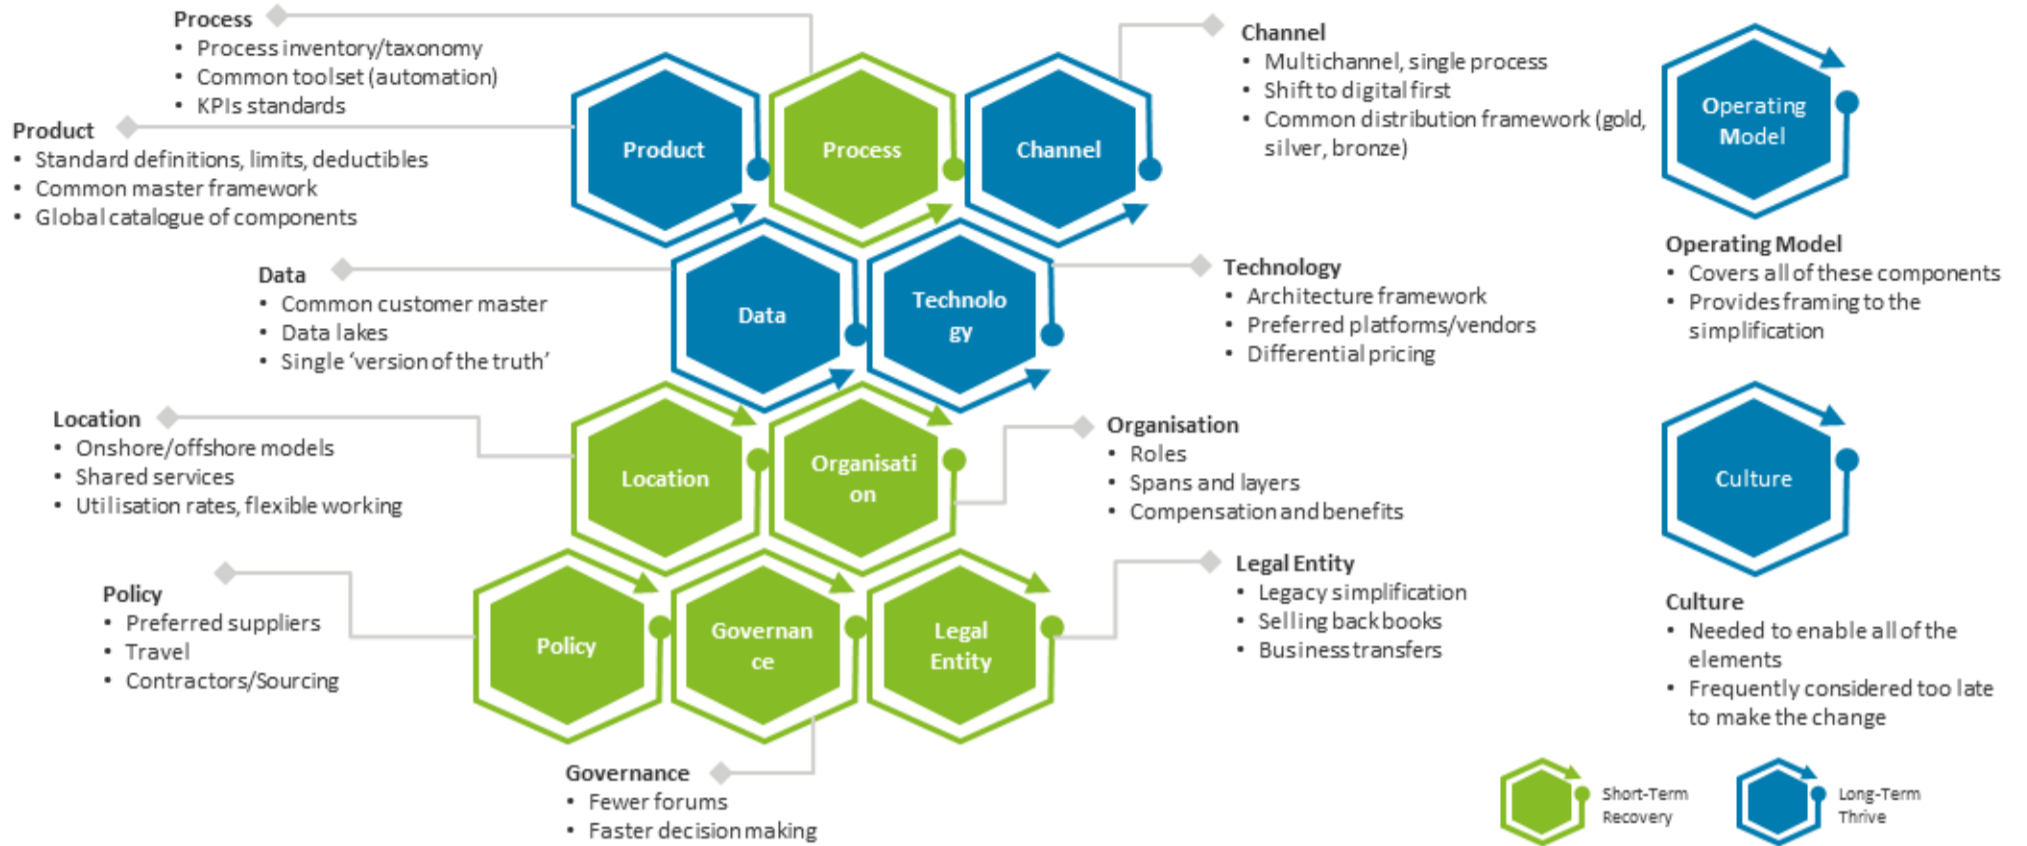 Process
• Process inventory/taxonomy
• Common toolset (automation)
• KPIs standards
Product
• Standard definitions, limits, deductibles
• Common master framework
• Global catalogue of components
Product
Process
Channel
Channel
• Multichannel, single process
• Shift to digital first
• Common distribution framework (gold,
silver, bronze)
Operating
Model
Operating Model
• Covers all of these components
• Provides framing to the
simplification
Data
• Common customer master
• Data lakes
• Single ‘version of the truth’
Data
Technolo
gy
Technology
• Architecture framework
• Preferred platforms/vendors
• Differential pricing
Location
• Onshore/offshore models
• Shared services
• Utilisation rates, flexible working
Location
Organisati
on
Organisation
• Roles
• Spans and layers
• Compensation and benefits
Culture
Culture
• Needed to enable all of the
elements
• Frequently considered too late
to make the change
Policy
• Preferred suppliers
• Travel
• Contractors/Sourcing
Policy
Governan
ce
Legal
Entity
Legal Entity
• Legacy simplification
• Selling back books
• Business transfers
Governance
• Fewer forums
• Faster decision making
Short-Term
Recovery
Long-Term
Thrive